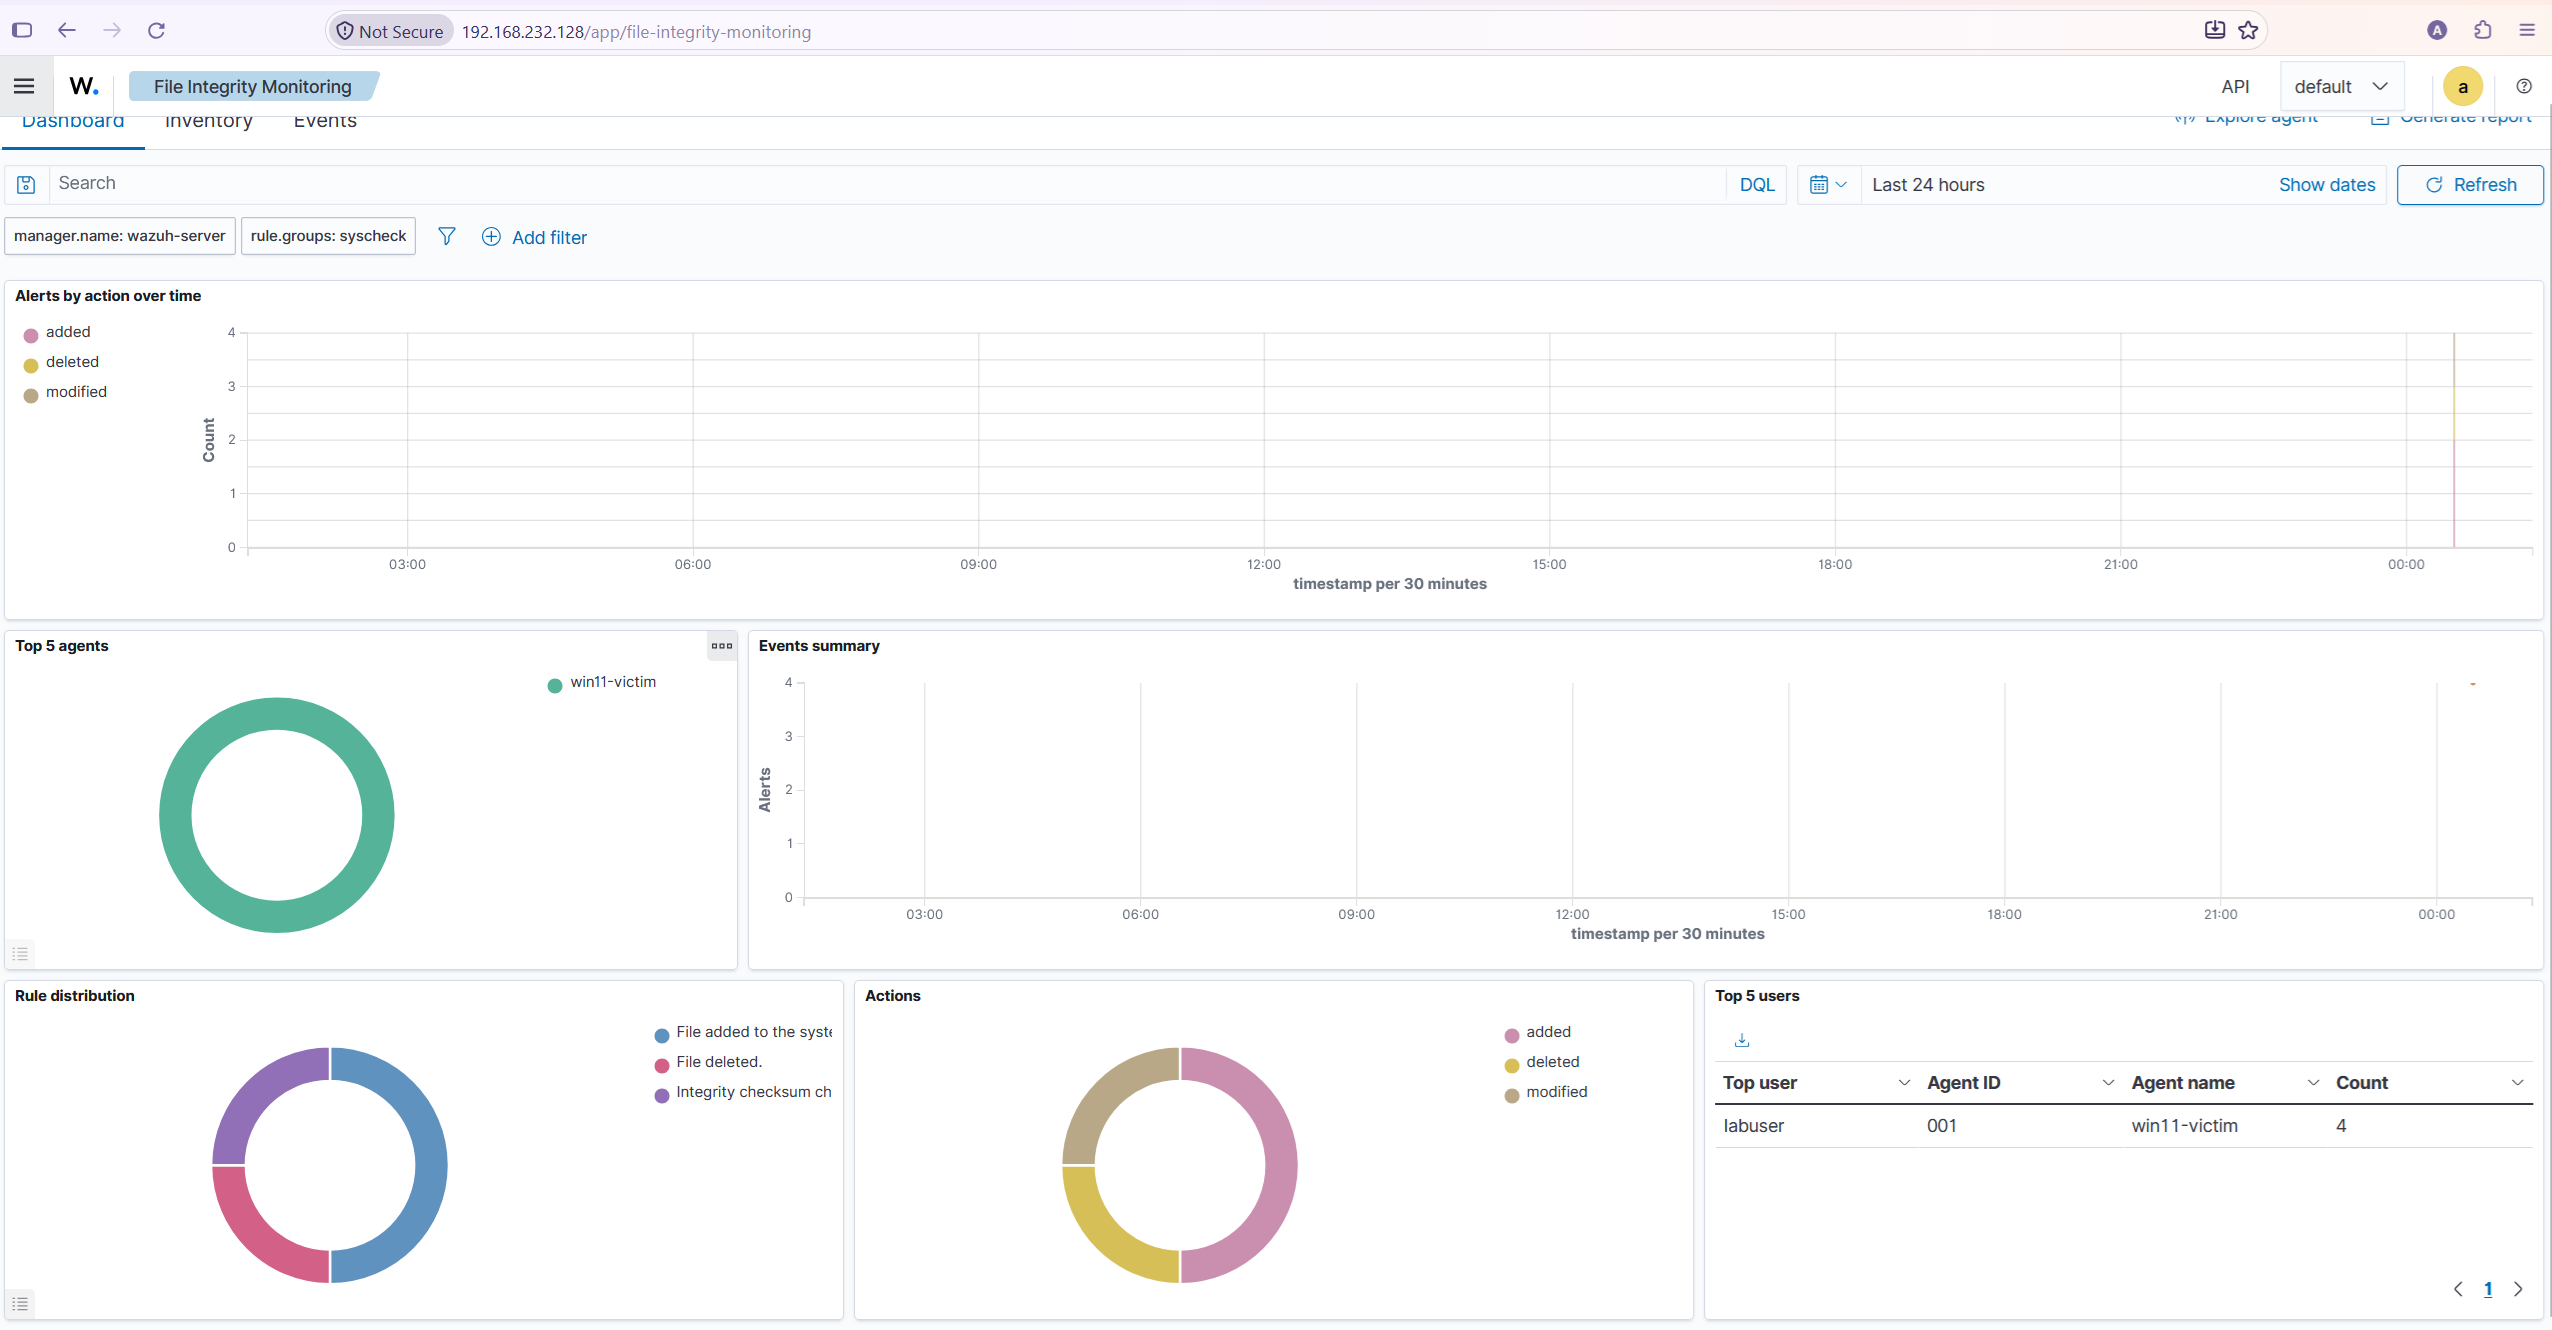 Not Secure 192.168.232.128/app/file-integrity-monitoring
A
W. File Integrity Monitoring API default a
Dashboard Inventory Events Explore agent Generate report
Search DQL Last 24 hours Show dates Refresh
manager.name: wazuh-server rule.groups: syscheck Add filter
Alerts by action over time
added
deleted
modified
Count
4
3
2
1
0
03:00 06:00 09:00 12:00 15:00 18:00 21:00 00:00
timestamp per 30 minutes
Top 5 agents
win11-victim
Events summary
Alerts
4
3
2
1
0
03:00 06:00 09:00 12:00 15:00 18:00 21:00 00:00
timestamp per 30 minutes
Rule distribution
File added to the syste
File deleted.
Integrity checksum ch
Actions
added
deleted
modified
Top 5 users
Top user Agent ID Agent name Count
labuser 001 win11-victim 4
1